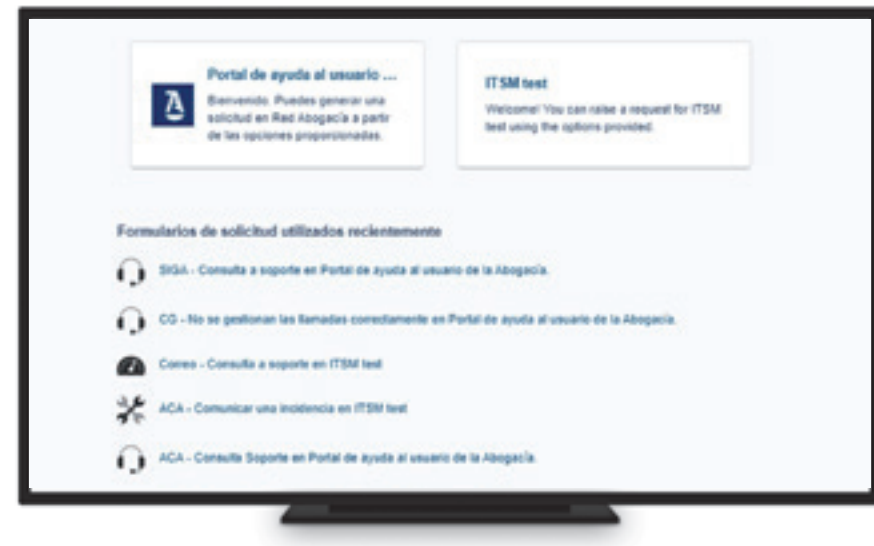 Portal de ayuda al usuario ...
Bienvenido. Puedes generar una
solicitud en Red Abogacía a partir
de las opciones proporcionadas.
ITSM test
Welcome! You can raise a request for ITSM
test using the options provided.
Formularios de solicitud utilizados recientemente
SIGA - Consulta a soporte en Portal de ayuda al usuario de la Abogacía.
CG - No se gestionan las llamadas correctamente en Portal de ayuda al usuario de la Abogacía.
Correo - Consulta a soporte en ITSM test
ACA - Comunicar una incidencia en ITSM test
ACA - Consulta Soporte en Portal de ayuda al usuario de la Abogacía.